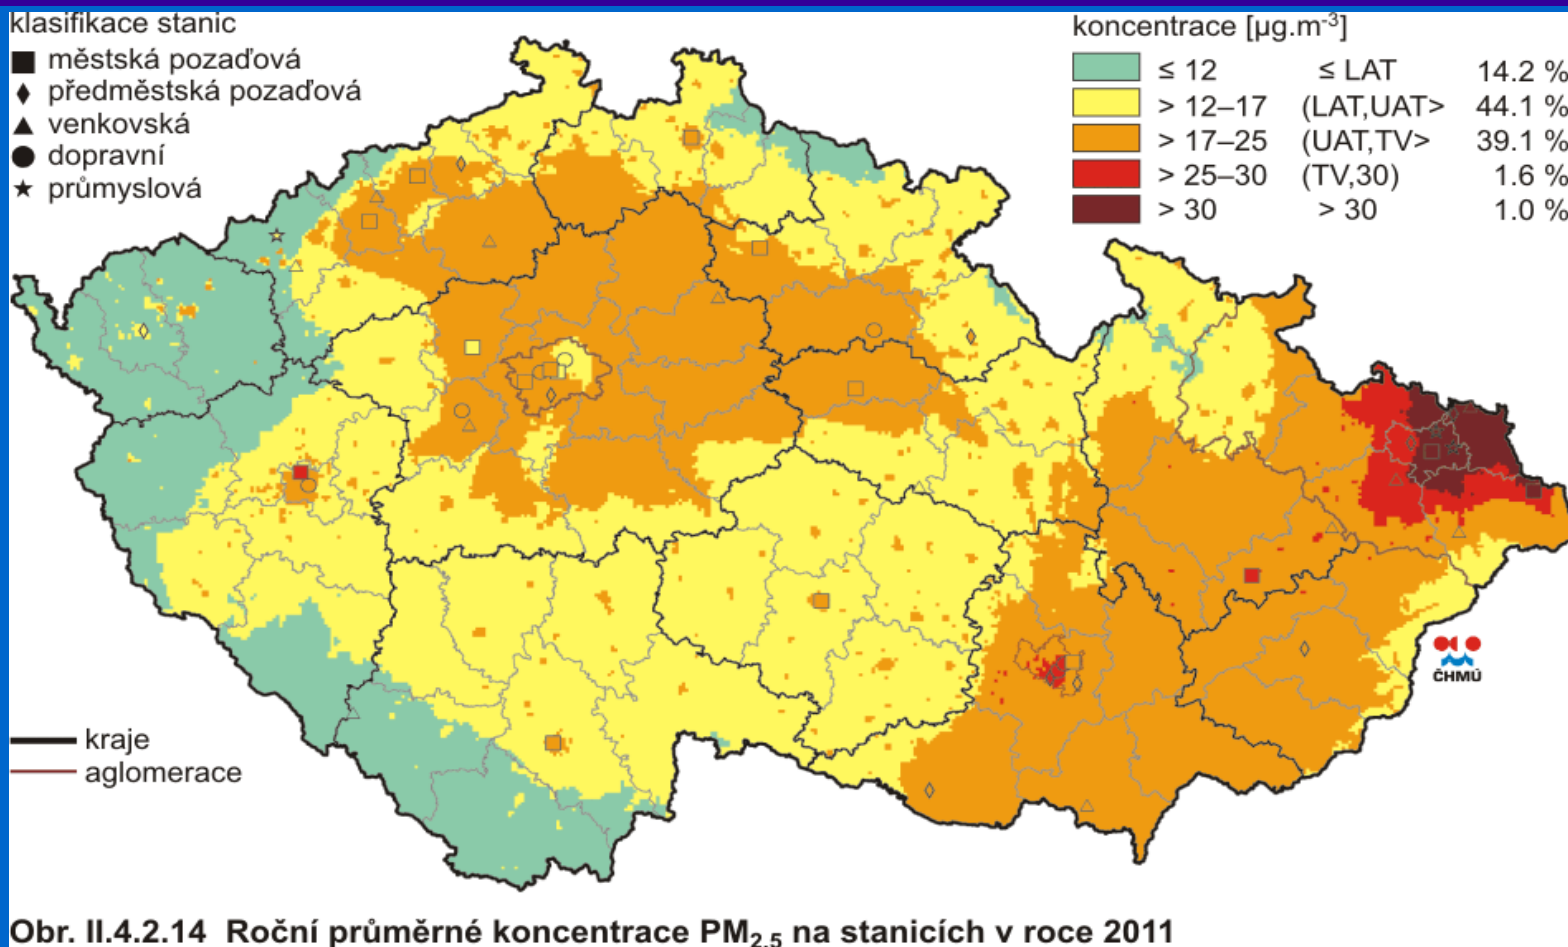 klasifikace stanic
městská pozaďová
předměstská pozaďová
venkovská
dopravní
průmyslová
koncentrace [µg.m-3]
≤ 12 ≤ LAT 14.2 %
> 12–17 (LAT,UAT> 44.1 %
> 17–25 (UAT,TV> 39.1 %
> 25–30 (TV,30) 1.6 %
> 30 > 30 1.0 %
ČHMÚ
kraje
aglomerace
Obr. II.4.2.14 Roční průměrné koncentrace PM2,5 na stanicích v roce 2011